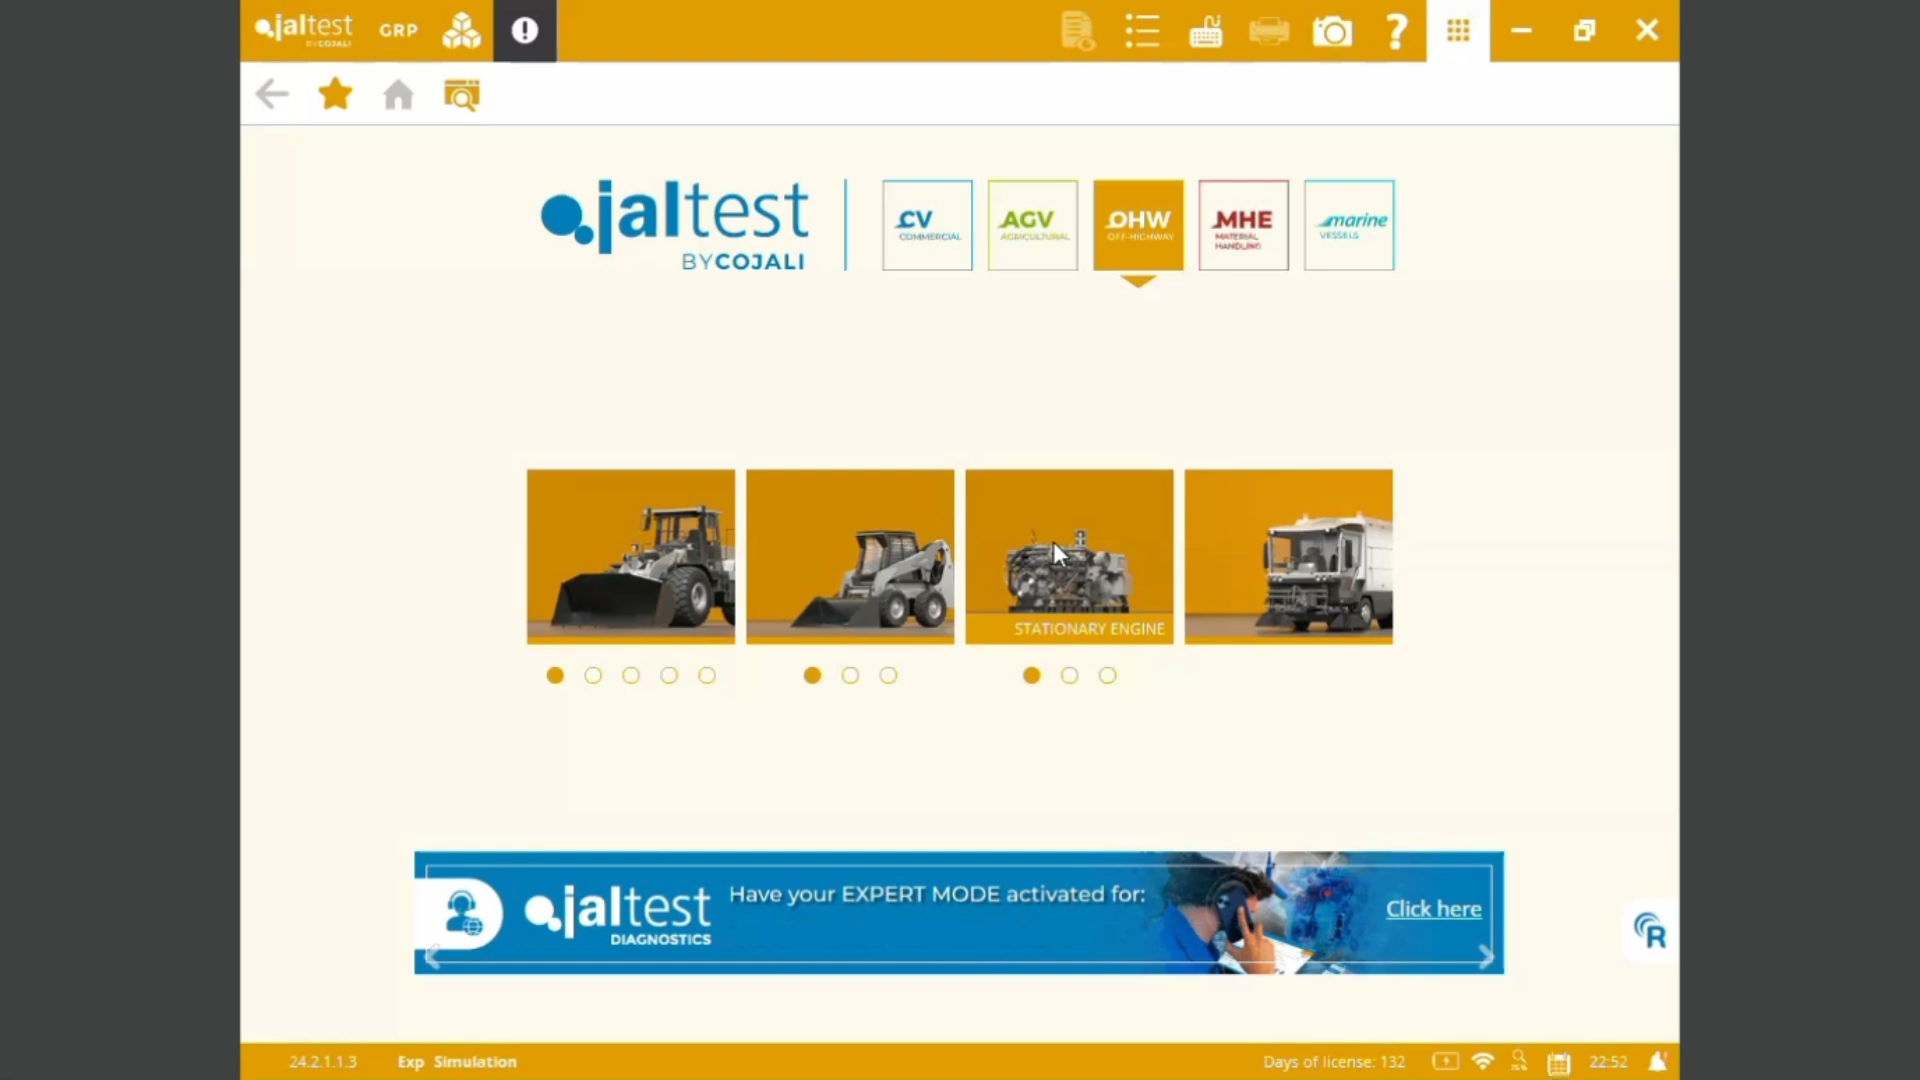 jaltest
BYCOJALI
GRP
jaltest
BYCOJALI
CV
COMMERCIAL
AGV
AGRICULTURAL
OHW
OFF-HIGHWAY
MHE
MATERIAL
HANDLING
marine
VESSELS
STATIONARY ENGINE
jaltest
DIAGNOSTICS
Have your EXPERT MODE activated for:
Click here
R
24.2.1.1.3
Exp Simulation
Days of license: 132
22:52